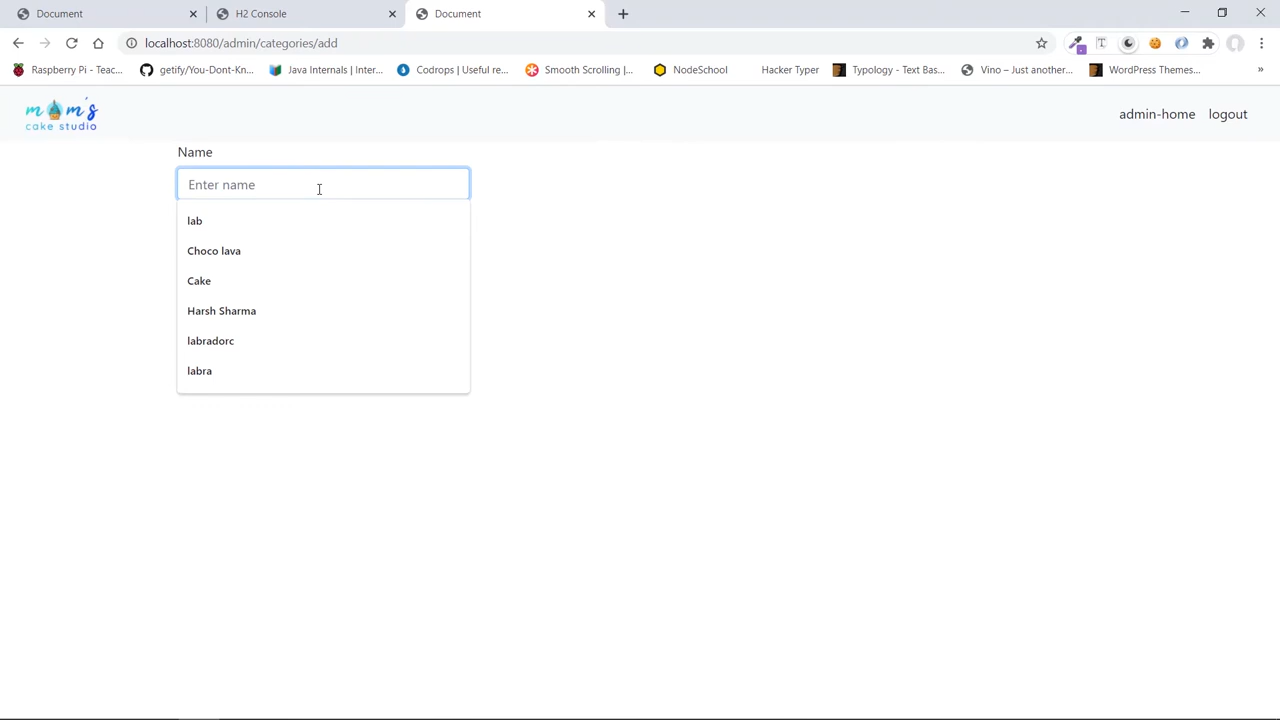 Document
H2 Console
Document
localhost:8080/admin/categories/add
Raspberry Pi - Teac...
getify/You-Dont-Kn...
Java Internals | Inter...
Codrops | Useful re...
Smooth Scrolling |...
NodeSchool
Hacker Typer
Typology - Text Bas...
Vino – Just another...
WordPress Themes...
»
mom's
cake studio
admin-home
logout
Name
Enter name
lab
Choco lava
Cake
Harsh Sharma
labradorc
labra